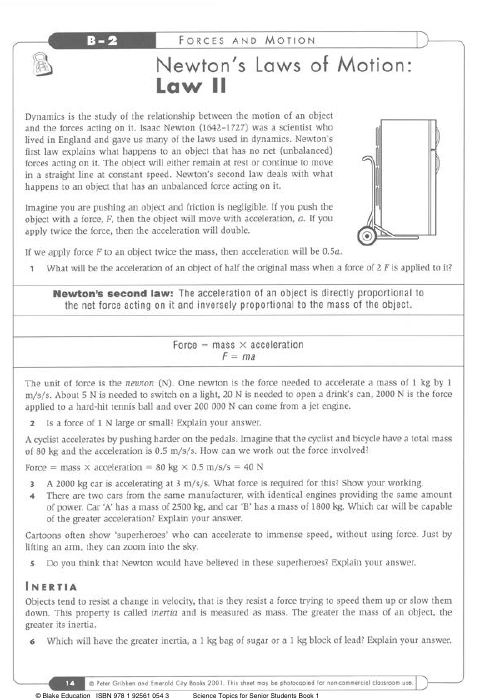 B-2
FORCES AND MOTION
Newton's Laws of Motion:
Law II
Dynamics is the study of the relationship between the motion of an object
and the forces acting on it. Isaac Newton (1642–1727) was a scientist who
lived in England and gave us many of the laws used in dynamics. Newton's
first law explains what happens to an object that has no net (unbalanced)
forces acting on it. The object will either remain at rest or continue to move
in a straight line at constant speed. Newton's second law deals with what
happens to an object that has an unbalanced force acting on it.
Imagine you are pushing an object and friction is negligible. If you push the
object with a force, F, then the object will move with acceleration, a. If you
apply twice the force, then the acceleration will double.
If we apply force F to an object twice the mass, then acceleration will be 0.5a.
1 What will be the acceleration of an object of half the original mass when a force of 2 F is applied to it?
Newton's second law: The acceleration of an object is directly proportional to
the net force acting on it and inversely proportional to the mass of the object.
Force = mass × acceleration
F = ma
The unit of force is the newton (N). One newton is the force needed to accelerate a mass of 1 kg by 1
m/s/s. About 5 N is needed to switch on a light, 20 N is needed to open a drink's can, 2000 N is the force
applied to a hard-hit tennis ball and over 200 000 N can come from a jet engine.
2 Is a force of 1 N large or small? Explain your answer.
A cyclist accelerates by pushing harder on the pedals. Imagine that the cyclist and bicycle have a total mass
of 80 kg and the acceleration is 0.5 m/s/s. How can we work out the force involved?
Force = mass × acceleration = 80 kg × 0.5 m/s/s = 40 N
3 A 2000 kg car is accelerating at 3 m/s/s. What force is required for this? Show your working.
4 There are two cars from the same manufacturer, with identical engines providing the same amount
of power. Car 'A' has a mass of 2500 kg, and car 'B' has a mass of 1800 kg. Which car will be capable
of the greater acceleration? Explain your answer.
Cartoons often show 'superheroes' who can accelerate to immense speed, without using force. Just by
lifting an arm, they can zoom into the sky.
5 Do you think that Newton would have believed in these superheroes? Explain your answer.
INERTIA
Objects tend to resist a change in velocity, that is they resist a force trying to speed them up or slow them
down. This property is called inertia and is measured as mass. The greater the mass of an object, the
greater its inertia.
6 Which will have the greater inertia, a 1 kg bag of sugar or a 1 kg block of lead? Explain your answer.
14 © Peter Gribben and Emerald City Books 2001. This sheet may be photocopied for non-commercial classroom use.
© Blake Education ISBN 978 1 92561 054 3 Science Topics for Senior Students Book 1